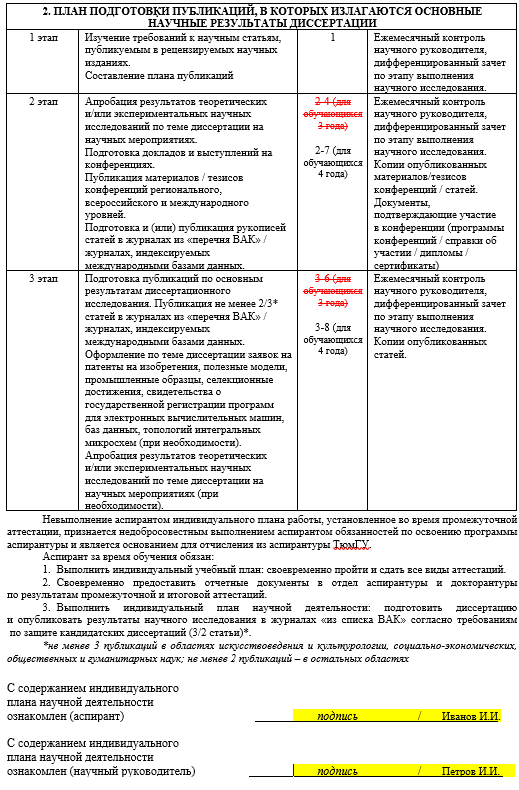 2. ПЛАН ПОДГОТОВКИ ПУБЛИКАЦИЙ, В КОТОРЫХ ИЗЛАГАЮТСЯ ОСНОВНЫЕ
НАУЧНЫЕ РЕЗУЛЬТАТЫ ДИССЕРТАЦИИ
1 этап
Изучение требований к научным статьям,
публикуемым в рецензируемых научных
изданиях.
Составление плана публикаций
1
Ежемесячный контроль
научного руководителя,
дифференцированный зачет
по этапу выполнения
научного исследования.
2 этап
Апробация результатов теоретических
и/или экспериментальных научных
исследований по теме диссертации на
научных мероприятиях.
Подготовка докладов и выступлений на
конференциях.
Публикация материалы / тезисов
конференций регионального,
всероссийского и международного
уровней.
Подготовка и (или) публикация рукописей
статей в журналах из «перечня ВАК» /
журналах, индексируемых
международными базами данных.
2-4 (для
обучающихся
3 года)
2-7 (для
обучающихся
4 года)
Ежемесячный контроль
научного руководителя,
дифференцированный зачет
по этапу выполнения
научного исследования.
Копии опубликованных
материалов/тезисов
конференций / статей.
Документы,
подтверждающие участие
в конференции (программы
конференций / справки об
участии / дипломы /
сертификаты)
3 этап
Подготовка публикаций по основным
результатам диссертационного
исследования. Публикация не менее 2/3*
статей в журналах из «перечня ВАК» /
журналах, индексируемых
международными базами данных.
Оформление по теме диссертации заявок на
патенты на изобретения, полезные модели,
промышленные образцы, селекционные
достижения, свидетельства о
государственной регистрации программ
для электронных вычислительных машин,
баз данных, топологий интегральных
микросхем (при необходимости).
Апробация результатов теоретических
и/или экспериментальных научных
исследований по теме диссертации на
научных мероприятиях (при
необходимости).
3-6 (для
обучающихся
3 года)
3-8 (для
обучающихся
4 года)
Ежемесячный контроль
научного руководителя,
дифференцированный зачет
по этапу выполнения
научного исследования.
Копии опубликованных
статей.
Невыполнение аспирантом индивидуального плана работы, установленное во время промежуточной
аттестации, признается недобросовестным выполнением аспирантом обязанностей по освоению программы
аспирантуры и является основанием для отчисления из аспирантуры ТюмГУ.
Аспирант за время обучения обязан:
1. Выполнить индивидуальный учебный план: своевременно пройти и сдать все виды аттестаций.
2. Своевременно предоставить отчетные документы в отдел аспирантуры и докторантуры
по результатам промежуточной и итоговой аттестаций.
3. Выполнить индивидуальный план научной деятельности: подготовить диссертацию
и опубликовать результаты научного исследования в журналах «из списка ВАК» согласно требованиям
по защите кандидатских диссертаций (3/2 статьи)*.
*не менее 3 публикаций в областях искусствоведения и культурологии, социально-экономических,
общественных и гуманитарных наук; не менее 2 публикаций – в остальных областях
С содержанием индивидуального
плана научной деятельности
ознакомлен (аспирант) подпись / Иванов И.И.
С содержанием индивидуального
плана научной деятельности
ознакомлен (научный руководитель) подпись / Петров И.И.